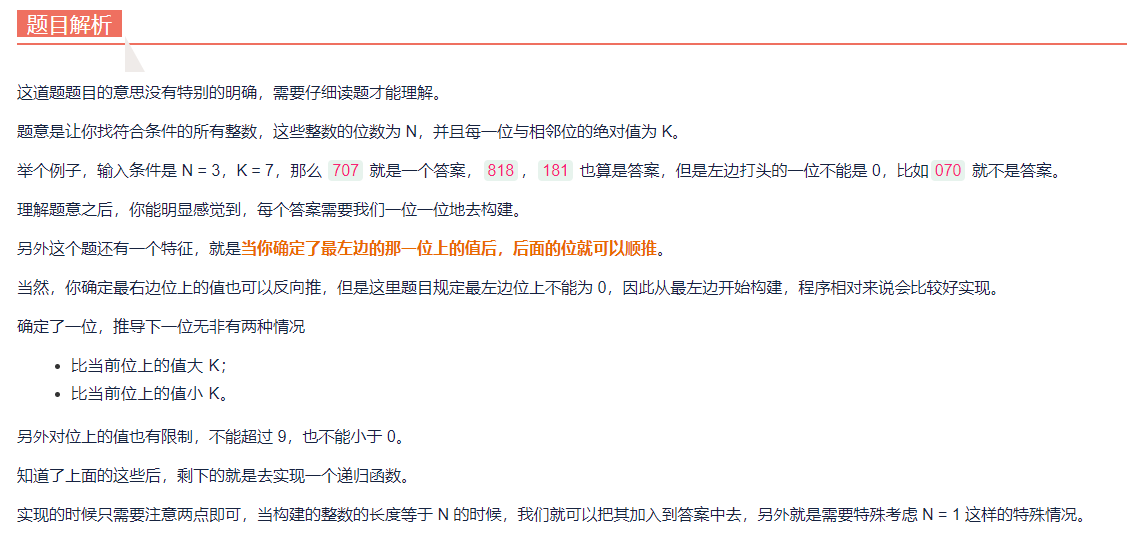 题目解析
这道题题目的意思没有特别的明确，需要仔细读题才能理解。
题意是让你找符合条件的所有整数，这些整数的位数为 N，并且每一位与相邻位的绝对值为 K。
举个例子，输入条件是 N = 3，K = 7，那么 707 就是一个答案，818 ，181 也算是答案，但是左边打头的一位不能是 0，比如 070 就不是答案。
理解题意之后，你能明显感觉到，每个答案需要我们一位一位地去构建。
另外这个题还有一个特征，就是当你确定了最左边的那一位上的值后，后面的位就可以顺推。
当然，你确定最右边位上的值也可以反向推，但是这里题目规定最左边位上不能为 0，因此从最左边开始构建，程序相对来说会比较好实现。
确定了一位，推导下一位无非有两种情况
• 比当前位上的值大 K；
• 比当前位上的值小 K。
另外对位上的值也有限制，不能超过 9，也不能小于 0。
知道了上面的这些后，剩下的就是去实现一个递归函数。
实现的时候只需要注意两点即可，当构建的整数的长度等于 N 的时候，我们就可以把其加入到答案中去，另外就是需要特殊考虑 N = 1 这样的特殊情况。